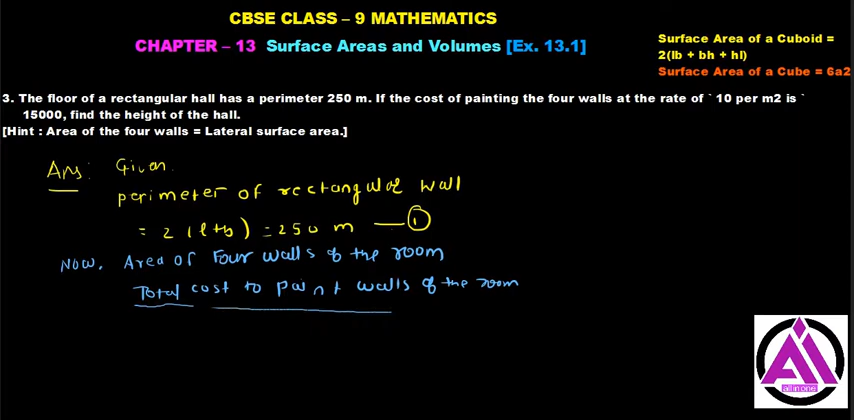 CBSE CLASS – 9 MATHEMATICS
CHAPTER – 13 Surface Areas and Volumes [Ex. 13.1]
Surface Area of a Cuboid =
2(lb + bh + hl)
Surface Area of a Cube = 6a2
3. The floor of a rectangular hall has a perimeter 250 m. If the cost of painting the four walls at the rate of ` 10 per m2 is `
15000, find the height of the hall.
[Hint : Area of the four walls = Lateral surface area.]
Ans: Given
perimeter of rectangular wall
= 2(l+b) = 250 m — ①
Now, Area of Four walls of the room
Total cost to paint walls of the room
all in one